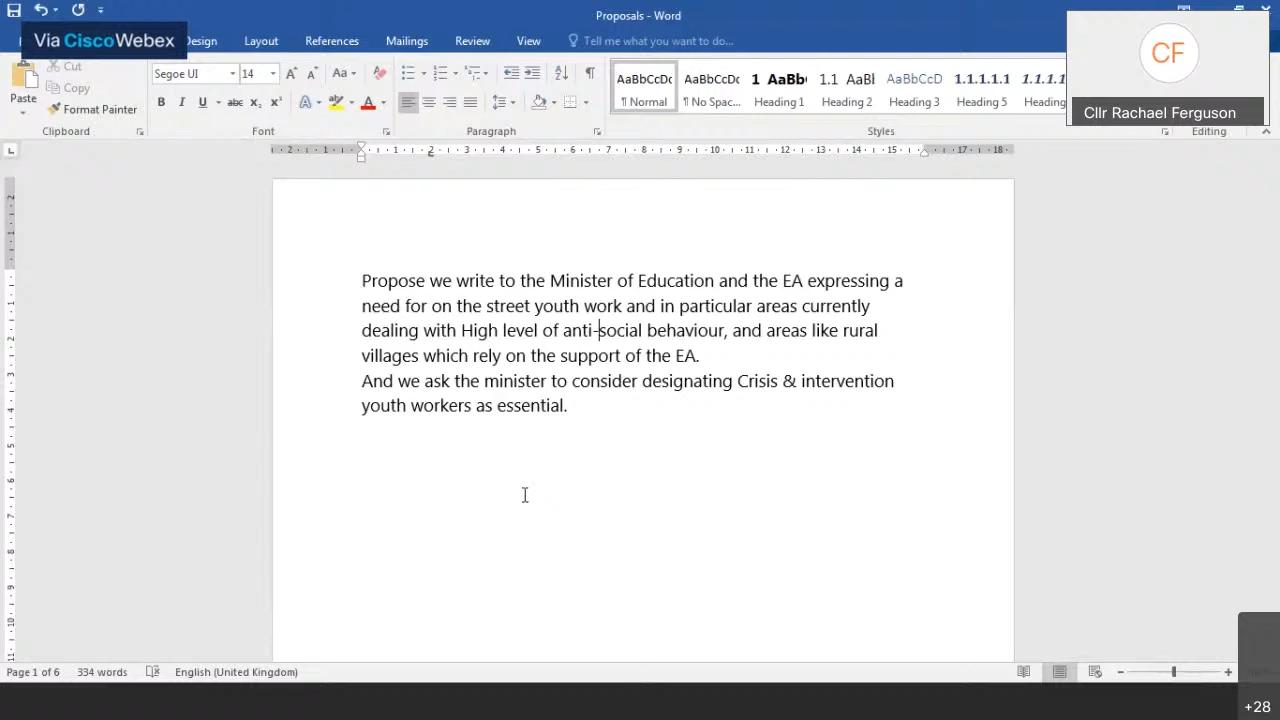 Proposals - Word
Via CiscoWebex
Design Layout References Mailings Review View Tell me what you want to do...
CF
Cllr Rachael Ferguson
Paste Cut Copy Format Painter
Segoe UI 14
AaBbCcDc AaBbCcDc 1 AaBb 1.1 AaBl AaBbCcD 1.1.1.1.1 1.1.1.1
¶ Normal ¶ No Spac... Heading 1 Heading 2 Heading 3 Heading 5 Heading
Clipboard Font Paragraph Styles Editing
Propose we write to the Minister of Education and the EA expressing a
need for on the street youth work and in particular areas currently
dealing with High level of anti-social behaviour, and areas like rural
villages which rely on the support of the EA.
And we ask the minister to consider designating Crisis & intervention
youth workers as essential.
Page 1 of 6 334 words English (United Kingdom)
+28